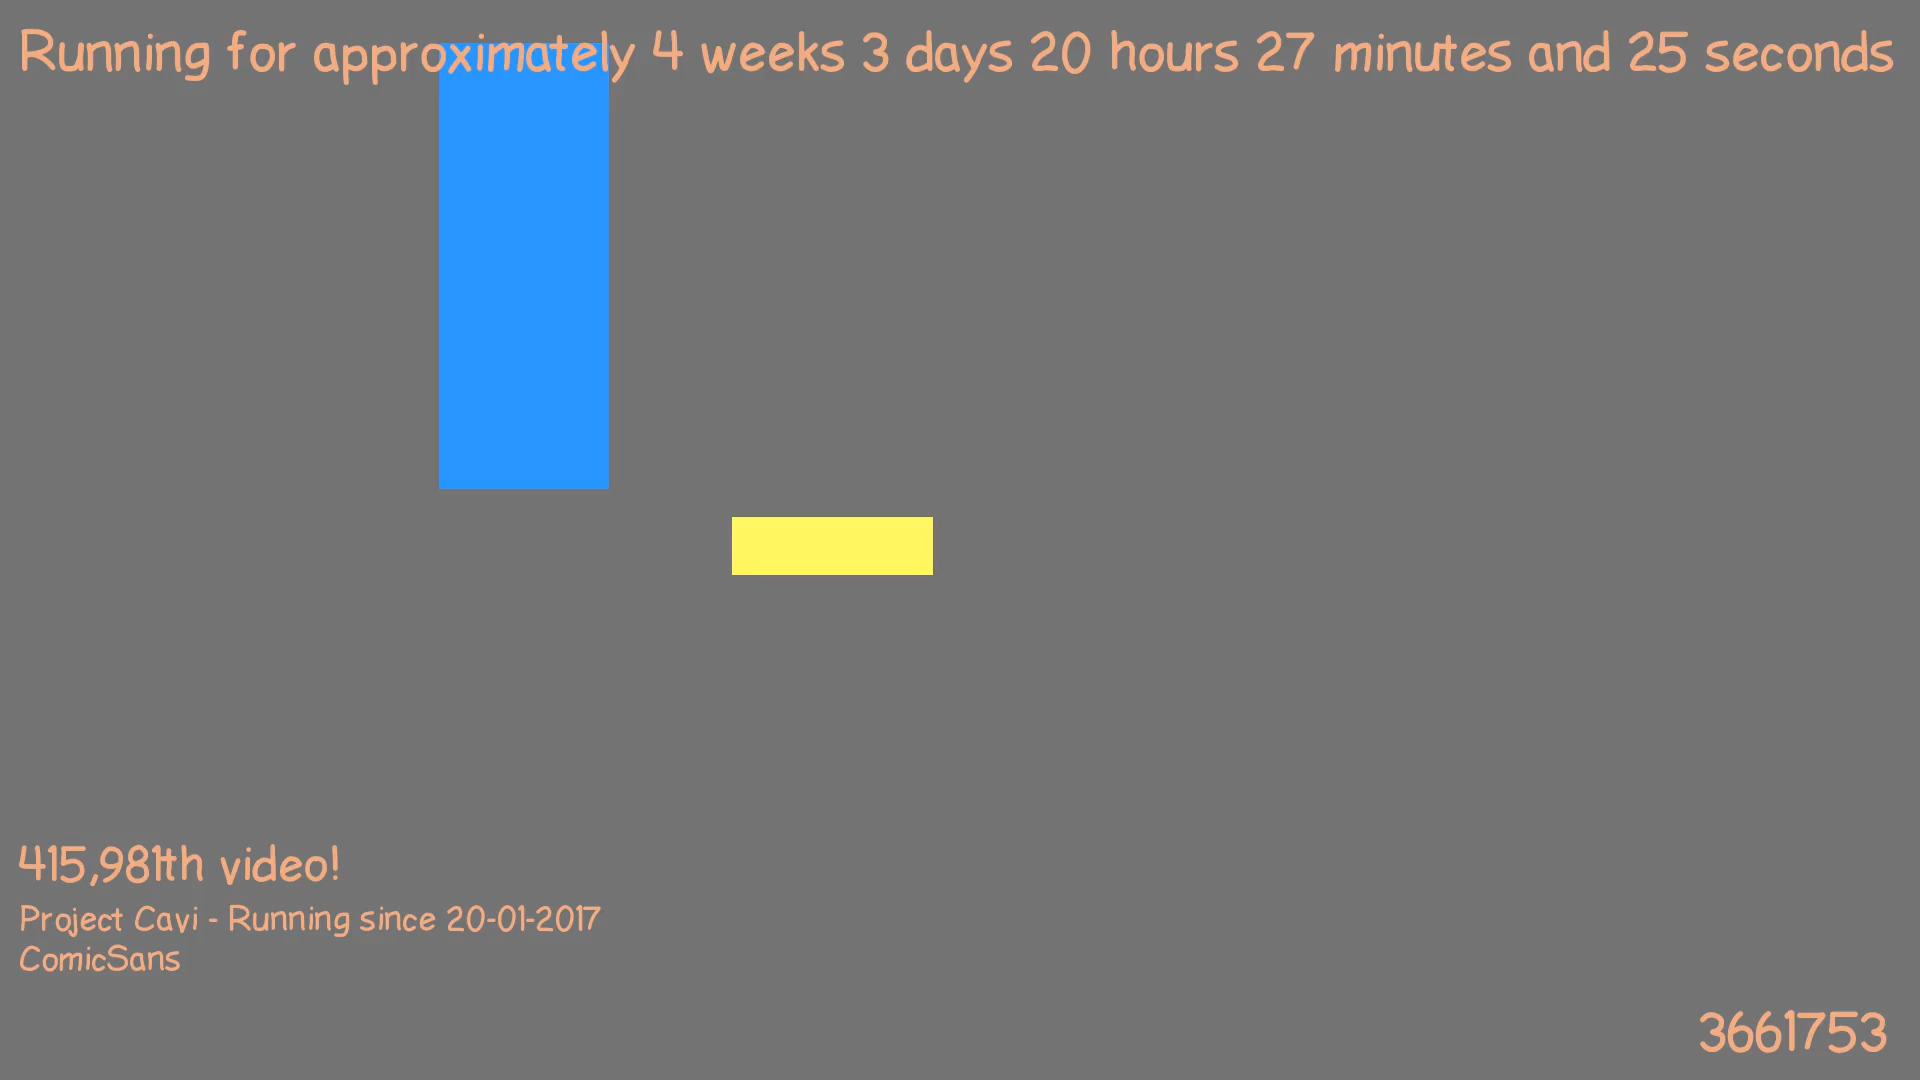 Running for approximately 4 weeks 3 days 20 hours 27 minutes and 25 seconds
415,981th video!
Project Cavi - Running since 20-01-2017
ComicSans
3661753